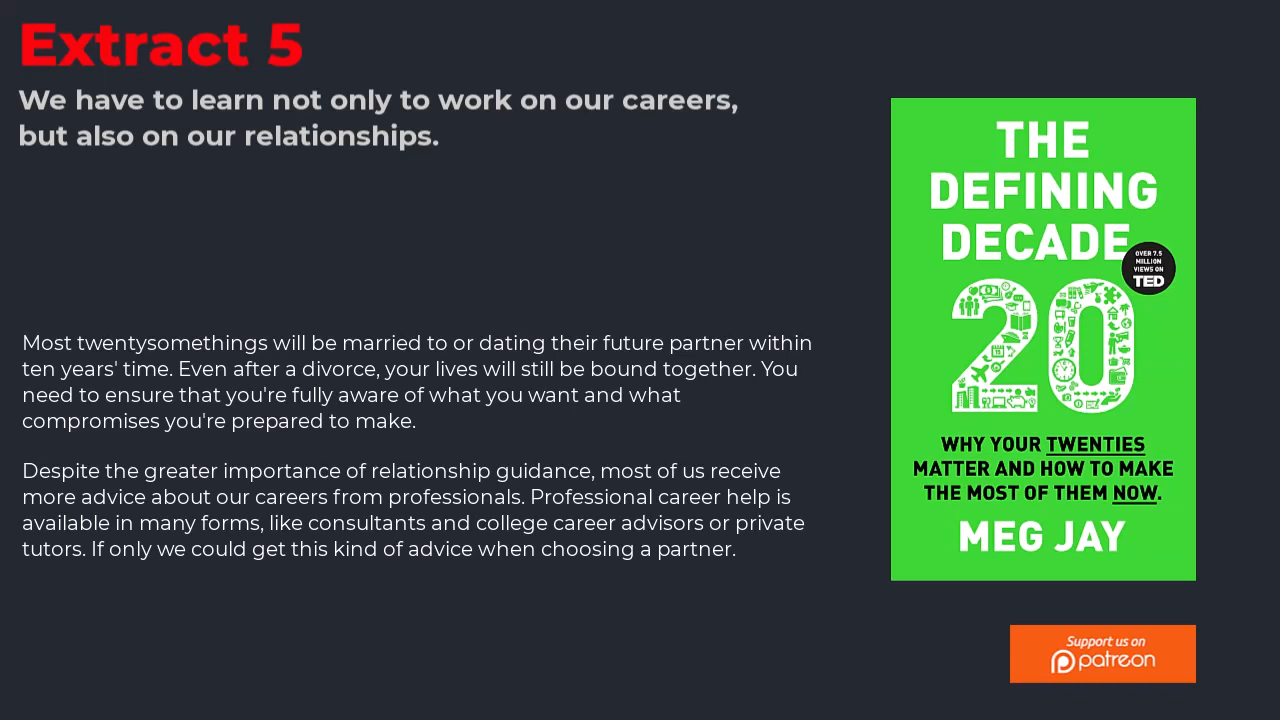 Extract 5
We have to learn not only to work on our careers,
but also on our relationships.
Most twentysomethings will be married to or dating their future partner within
ten years' time. Even after a divorce, your lives will still be bound together. You
need to ensure that you're fully aware of what you want and what
compromises you're prepared to make.
Despite the greater importance of relationship guidance, most of us receive
more advice about our careers from professionals. Professional career help is
available in many forms, like consultants and college career advisors or private
tutors. If only we could get this kind of advice when choosing a partner.
THE
DEFINING
DECADE
OVER 7.5
MILLION
VIEWS ON
TED
20
WHY YOUR TWENTIES
MATTER AND HOW TO MAKE
THE MOST OF THEM NOW.
MEG JAY
Support us on
patreon